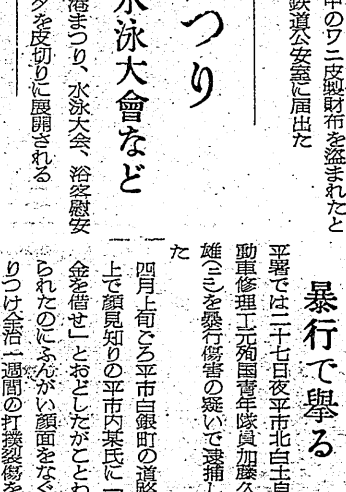 中のワニ皮製財布を盗まれたと
鉄道公安室に届出た
つり
水泳大會など
港まつり、水泳大会、浴客慰安
夕を皮切りに展開される
暴行で擧る
平署では二十七日夜平市北白土自
動車修理工元殉国青年隊員加藤久
雄(二 )を暴行傷害の疑いで逮捕し
た
四月上旬ごろ平市白銀町の道路
上で顔見知りの平市内某氏に「
金を借せ」とおどしたがことわ
られたのにふんがい顔面をなぐ
りつけ全治一週間の打撲裂傷を